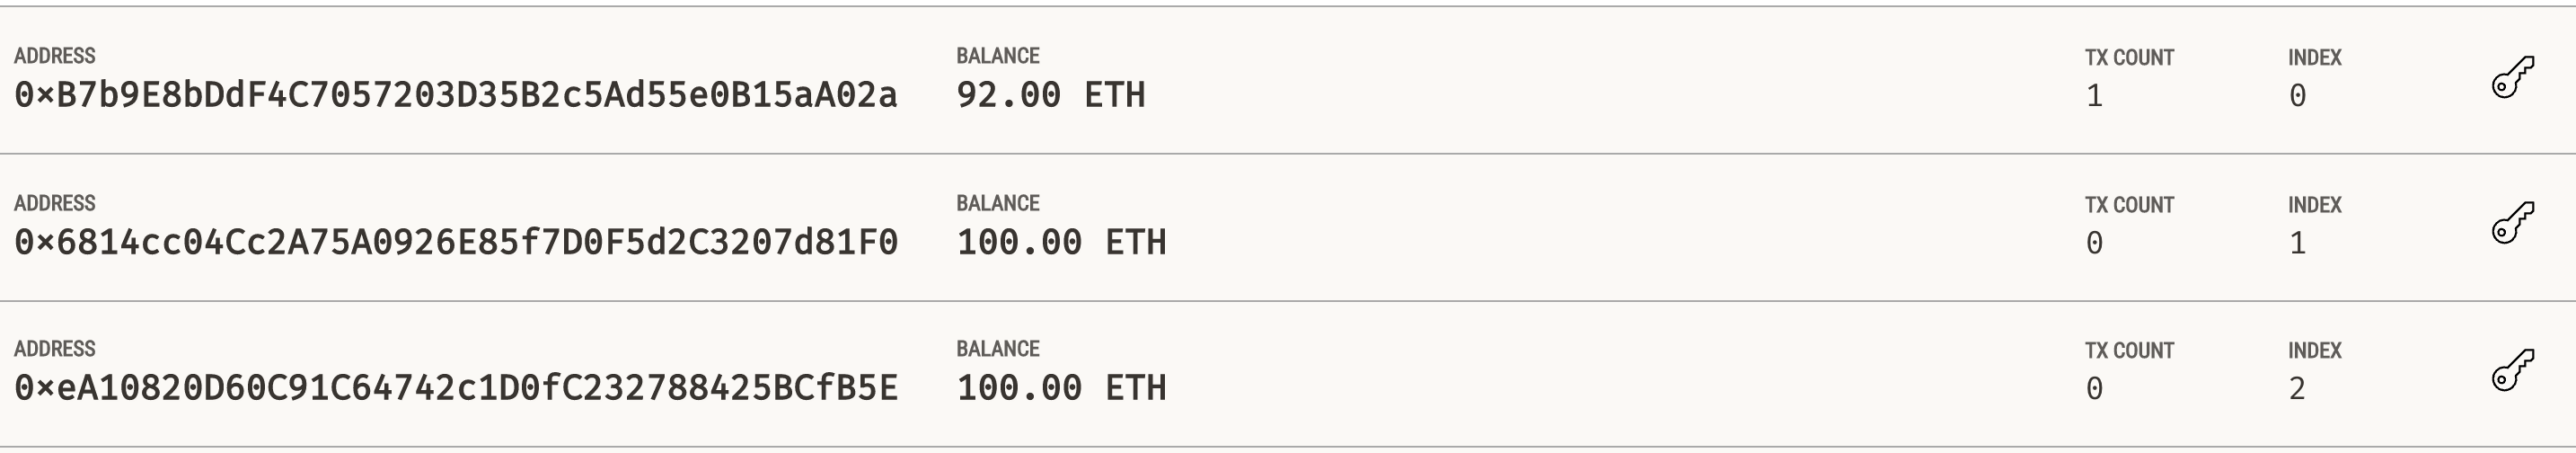 ADDRESS BALANCE TX COUNT INDEX
0×B7b9E8bDdF4C7057203D35B2c5Ad55e0B15aA02a 92.00 ETH 1 0
ADDRESS BALANCE TX COUNT INDEX
0×6814cc04Cc2A75A0926E85f7D0F5d2C3207d81F0 100.00 ETH 0 1
ADDRESS BALANCE TX COUNT INDEX
0×eA10820D60C91C64742c1D0fC232788425BCfB5E 100.00 ETH 0 2